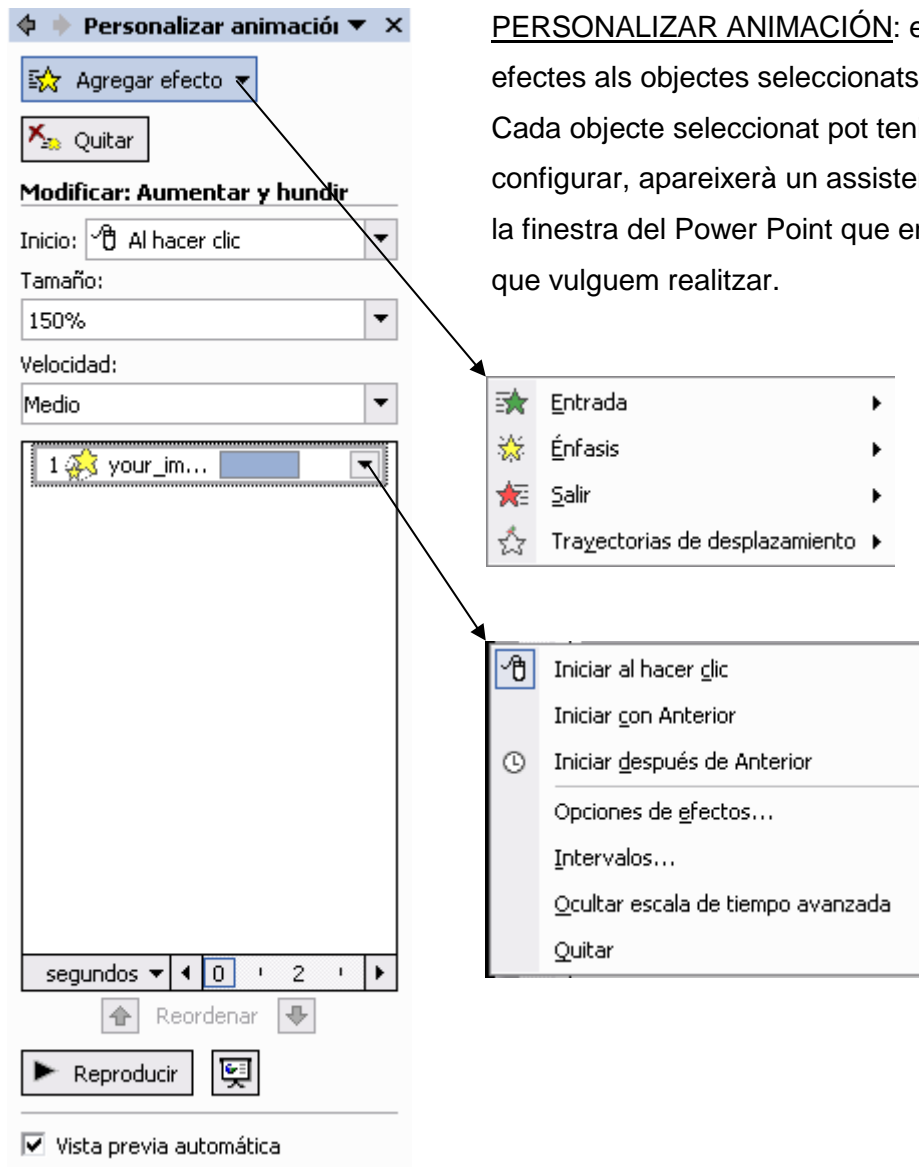 Personalizar animación
Agregar efecto
Quitar
Modificar: Aumentar y hundir
Inicio: Al hacer clic
Tamaño:
150%
Velocidad:
Medio
1 your_im...
segundos 0 2
Reordenar
Reproducir
Vista previa automática
PERSONALIZAR ANIMACIÓN: e
efectes als objectes seleccionats
Cada objecte seleccionat pot ten
configurar, apareixerà un assiste
la finestra del Power Point que
que vulguem realitzar.
Entrada
Énfasis
Salir
Trayectorias de desplazamiento
Iniciar al hacer clic
Iniciar con Anterior
Iniciar después de Anterior
Opciones de efectos...
Intervalos...
Ocultar escala de tiempo avanzada
Quitar